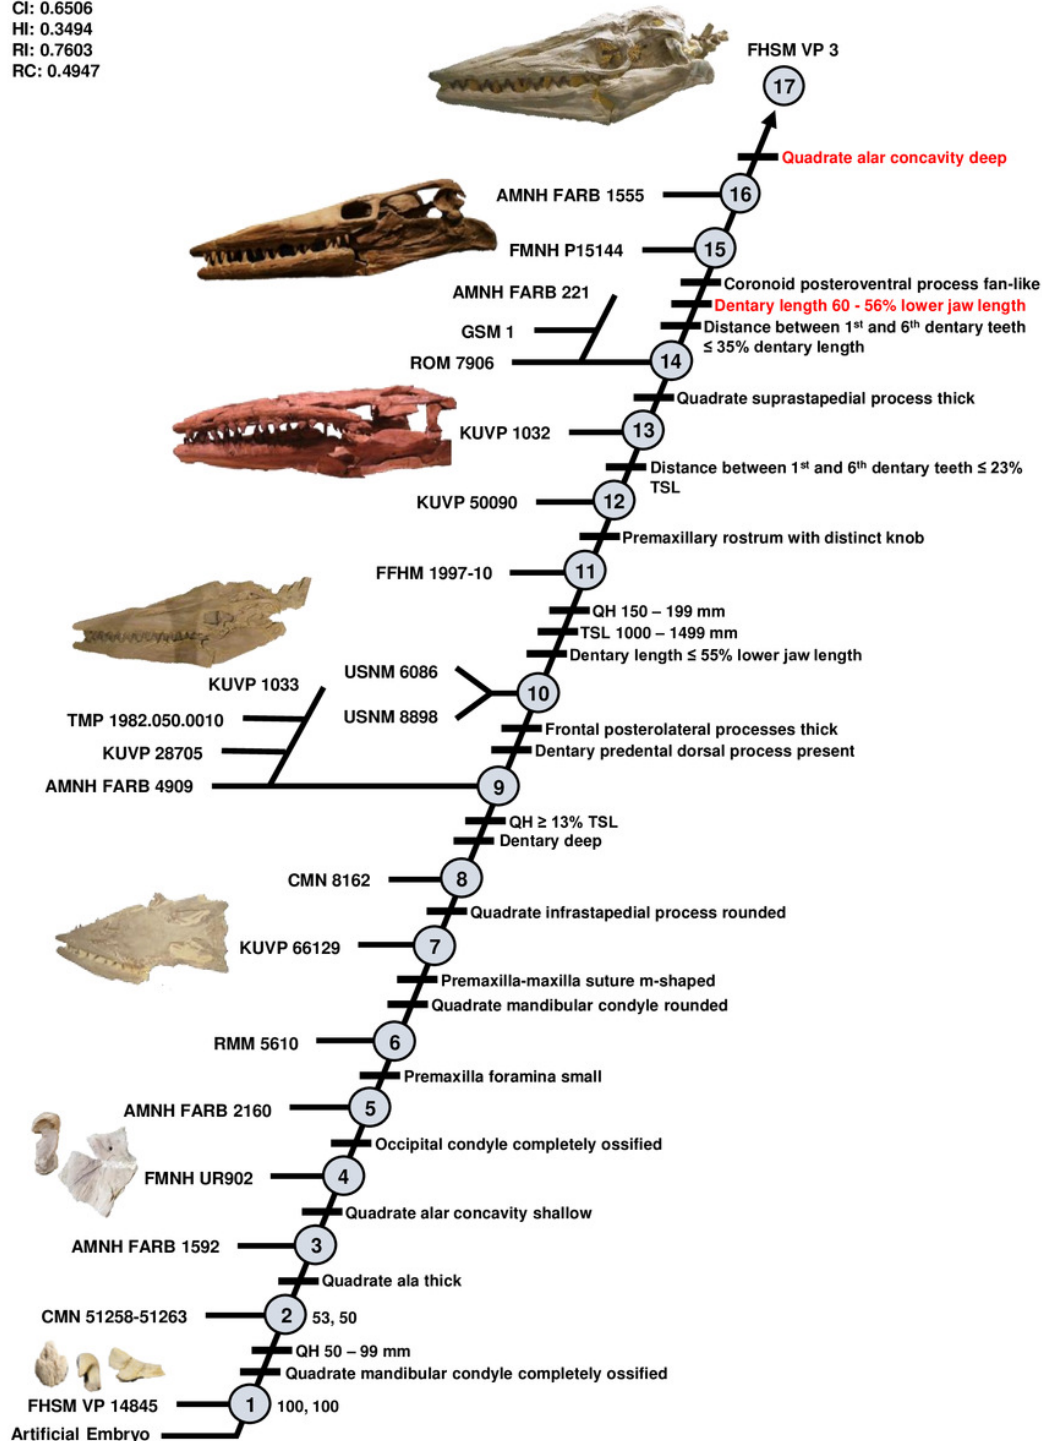 CI: 0.6506
HI: 0.3494
RI: 0.7603
RC: 0.4947
FHSM VP 3
17
Quadrate alar concavity deep
AMNH FARB 1555
16
FMNH P15144
15
Coronoid posteroventral process fan-like
AMNH FARB 221
Dentary length 60 - 56% lower jaw length
GSM 1
Distance between 1st and 6th dentary teeth
≤ 35% dentary length
ROM 7906
14
Quadrate suprastapedial process thick
KUVP 1032
13
Distance between 1st and 6th dentary teeth ≤ 23%
TSL
KUVP 50090
12
Premaxillary rostrum with distinct knob
FFHM 1997-10
11
QH 150 – 199 mm
TSL 1000 – 1499 mm
Dentary length ≤ 55% lower jaw length
USNM 6086
KUVP 1033
10
USNM 8898
TMP 1982.050.0010
Frontal posterolateral processes thick
KUVP 28705
Dentary predental dorsal process present
AMNH FARB 4909
9
QH ≥ 13% TSL
Dentary deep
CMN 8162
8
Quadrate infrastapedial process rounded
KUVP 66129
7
Premaxilla-maxilla suture m-shaped
Quadrate mandibular condyle rounded
RMM 5610
6
Premaxilla foramina small
AMNH FARB 2160
5
Occipital condyle completely ossified
FMNH UR902
4
Quadrate alar concavity shallow
AMNH FARB 1592
3
Quadrate ala thick
CMN 51258-51263
2
53, 50
QH 50 – 99 mm
Quadrate mandibular condyle completely ossified
FHSM VP 14845
1
100, 100
Artificial Embryo